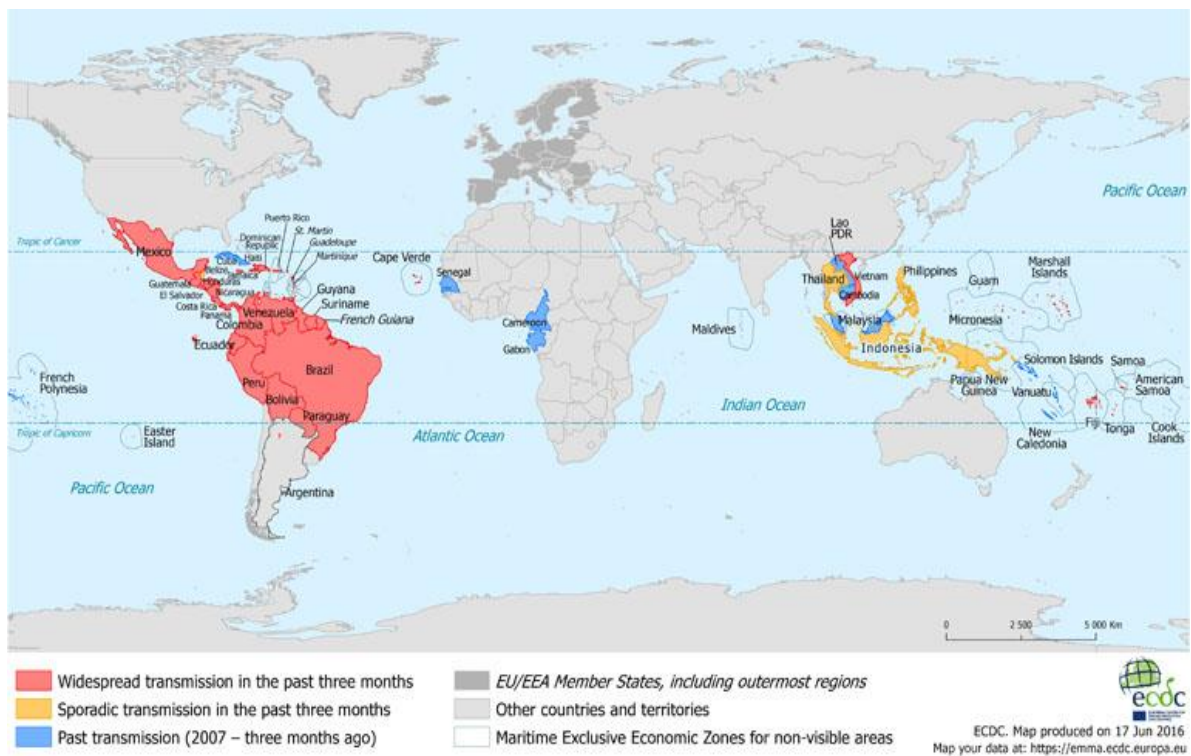 Pacific Ocean
Tropic of Cancer
Puerto Rico
St. Martin
Dominican
Republic
Guadeloupe
Martinique
Mexico
Cuba
Haiti
Belize
Jamaica
Guatemala
Honduras
El Salvador
Nicaragua
Costa Rica
Panama
Venezuela
Guyana
Suriname
French Guiana
Colombia
Ecuador
Peru
Brazil
Bolivia
Paraguay
Argentina
French
Polynesia
Tropic of Capricorn
Easter
Island
Pacific Ocean
Atlantic Ocean
Cape Verde
Senegal
Cameroon
Gabon
Maldives
Indian Ocean
Lao
PDR
Thailand
Vietnam
Cambodia
Philippines
Malaysia
Indonesia
Guam
Marshall
Islands
Micronesia
Papua New
Guinea
Solomon Islands
Samoa
American
Samoa
Vanuatu
New
Caledonia
Fiji
Tonga
Cook
Islands
0 2 500 5 000 Km
Widespread transmission in the past three months
Sporadic transmission in the past three months
Past transmission (2007 – three months ago)
EU/EEA Member States, including outermost regions
Other countries and territories
Maritime Exclusive Economic Zones for non-visible areas
ecdc
ECDC. Map produced on 17 Jun 2016
Map your data at: https://emma.ecdc.europa.eu